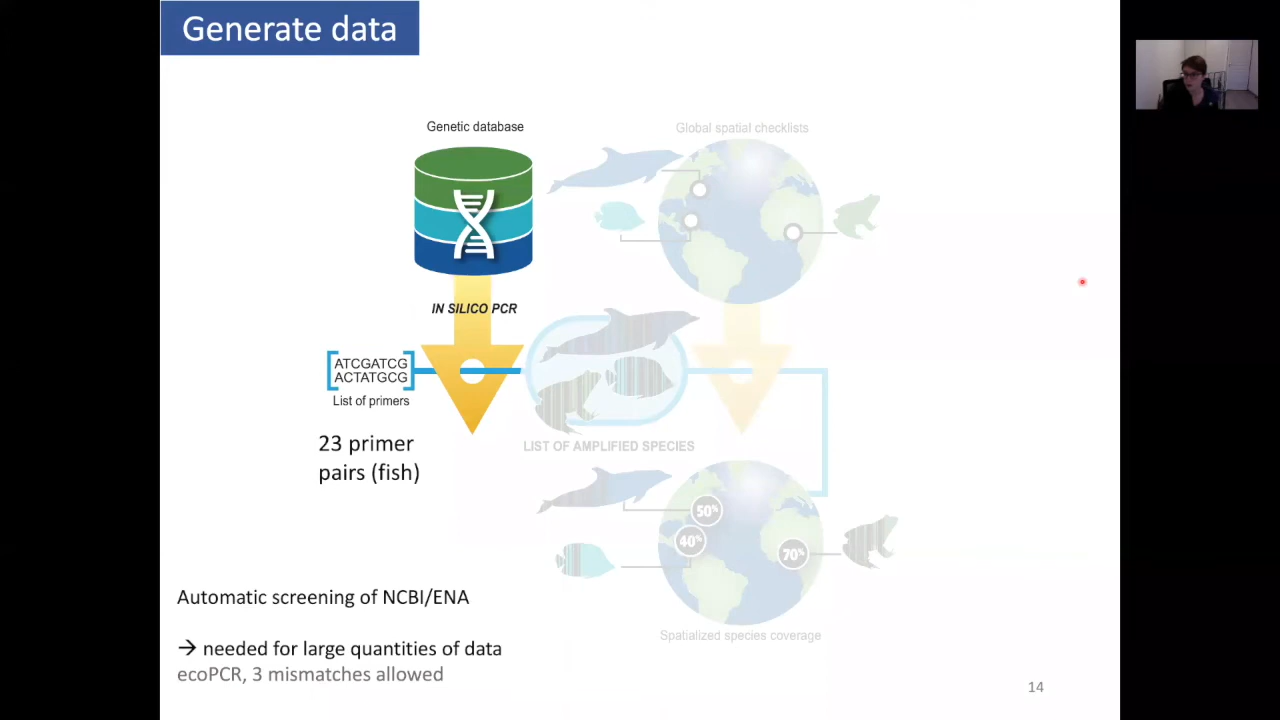 Generate data
Genetic database
Global spatial checklists
IN SILICO PCR
ATCGATCG
ACTATGCG
List of primers
23 primer
pairs (fish)
LIST OF AMPLIFIED SPECIES
50%
40%
70%
Automatic screening of NCBI/ENA
→ needed for large quantities of data
ecoPCR, 3 mismatches allowed
Spatialized species coverage
14